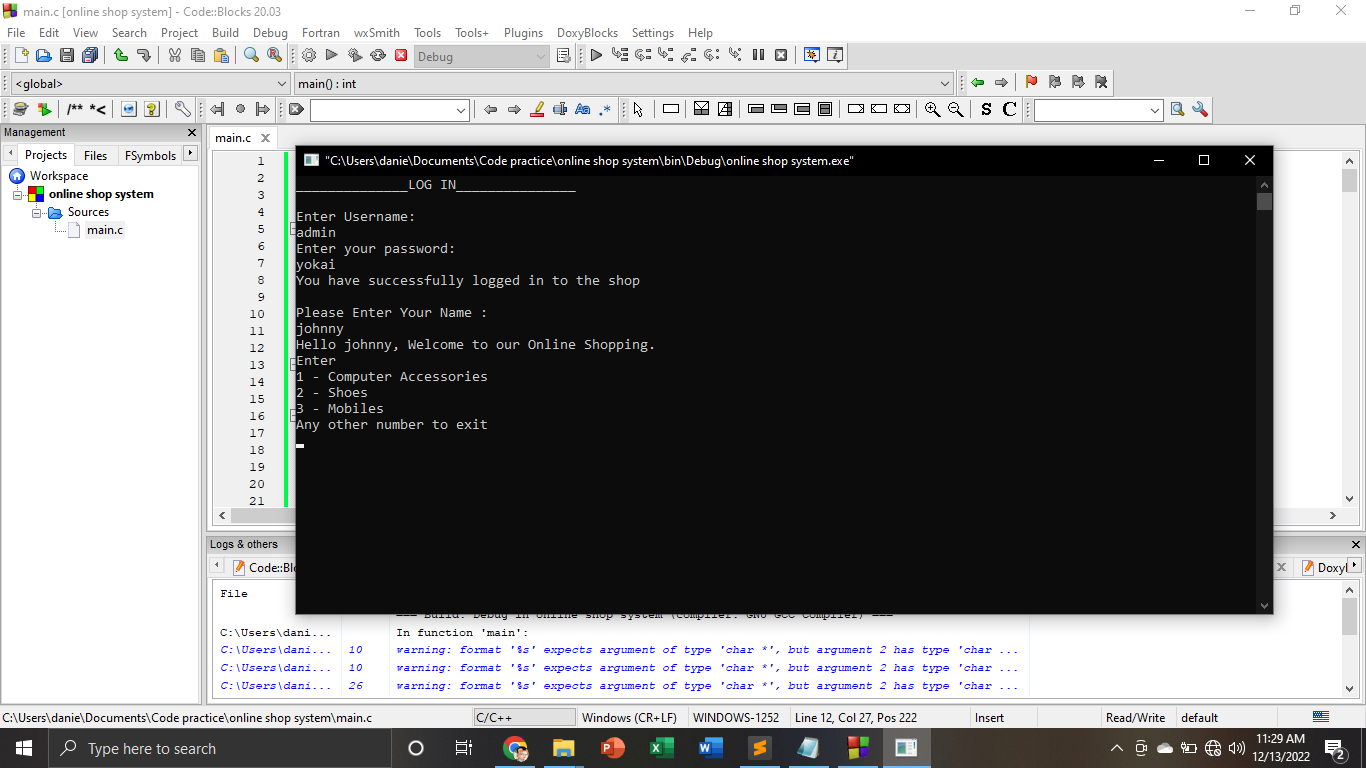 main.c [online shop system] - Code::Blocks 20.03
File Edit View Search Project Build Debug Fortran wxSmith Tools Tools+ Plugins DoxyBlocks Settings Help
Debug
<global> main() : int
/** *< Aa .* S C
Management
Projects Files FSymbols
Workspace
online shop system
Sources
main.c
main.c
1
2
3
4
5
6
7
8
9
10
11
12
13
14
15
16
17
18
19
20
21
"C:\Users\danie\Documents\Code practice\online shop system\bin\Debug\online shop system.exe"
______________LOG IN_______________
Enter Username:
admin
Enter your password:
yokai
You have successfully logged in to the shop
Please Enter Your Name :
johnny
Hello johnny, Welcome to our Online Shopping.
Enter
1 - Computer Accessories
2 - Shoes
3 - Mobiles
Any other number to exit
Logs & others
Code::Blo
Doxyl
File
=== Build: Debug in online shop system (compiler: GNU GCC Compiler) ===
C:\Users\dani... In function 'main':
C:\Users\dani... 10 warning: format '%s' expects argument of type 'char *', but argument 2 has type 'char ...
C:\Users\dani... 10 warning: format '%s' expects argument of type 'char *', but argument 2 has type 'char ...
C:\Users\dani... 26 warning: format '%s' expects argument of type 'char *', but argument 2 has type 'char ...
C:\Users\danie\Documents\Code practice\online shop system\main.c C/C++ Windows (CR+LF) WINDOWS-1252 Line 12, Col 27, Pos 222 Insert Read/Write default
Type here to search
11:29 AM
12/13/2022
2